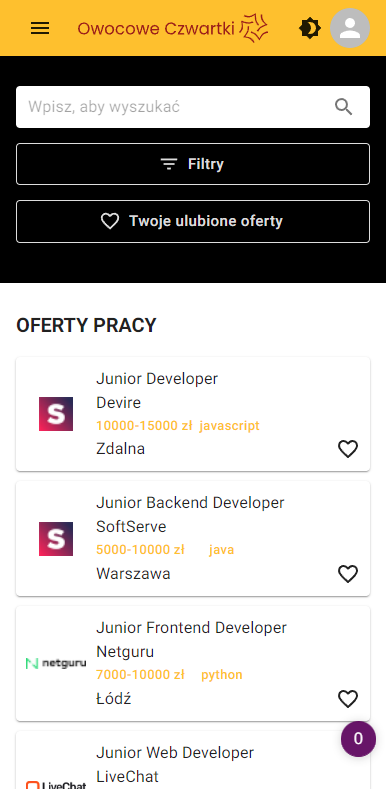 Owocowe Czwartki
Wpisz, aby wyszukać
Filtry
Twoje ulubione oferty
OFERTY PRACY
S
Junior Developer
Devire
10000-15000 zł javascript
Zdalna
S
Junior Backend Developer
SoftServe
5000-10000 zł java
Warszawa
netguru
Junior Frontend Developer
Netguru
7000-10000 zł python
Łódź
0
LiveChat
Junior Web Developer
LiveChat